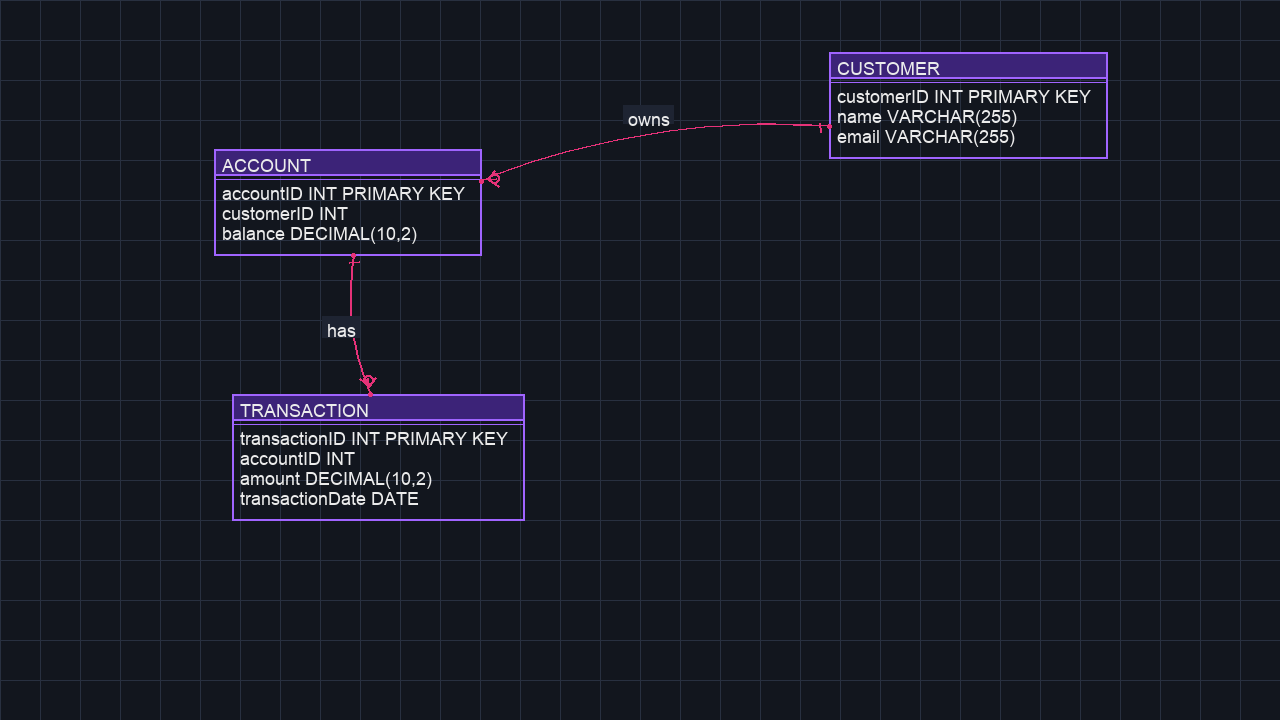 CUSTOMER
customerID INT PRIMARY KEY
name VARCHAR(255)
email VARCHAR(255)
owns
ACCOUNT
accountID INT PRIMARY KEY
customerID INT
balance DECIMAL(10,2)
has
TRANSACTION
transactionID INT PRIMARY KEY
accountID INT
amount DECIMAL(10,2)
transactionDate DATE